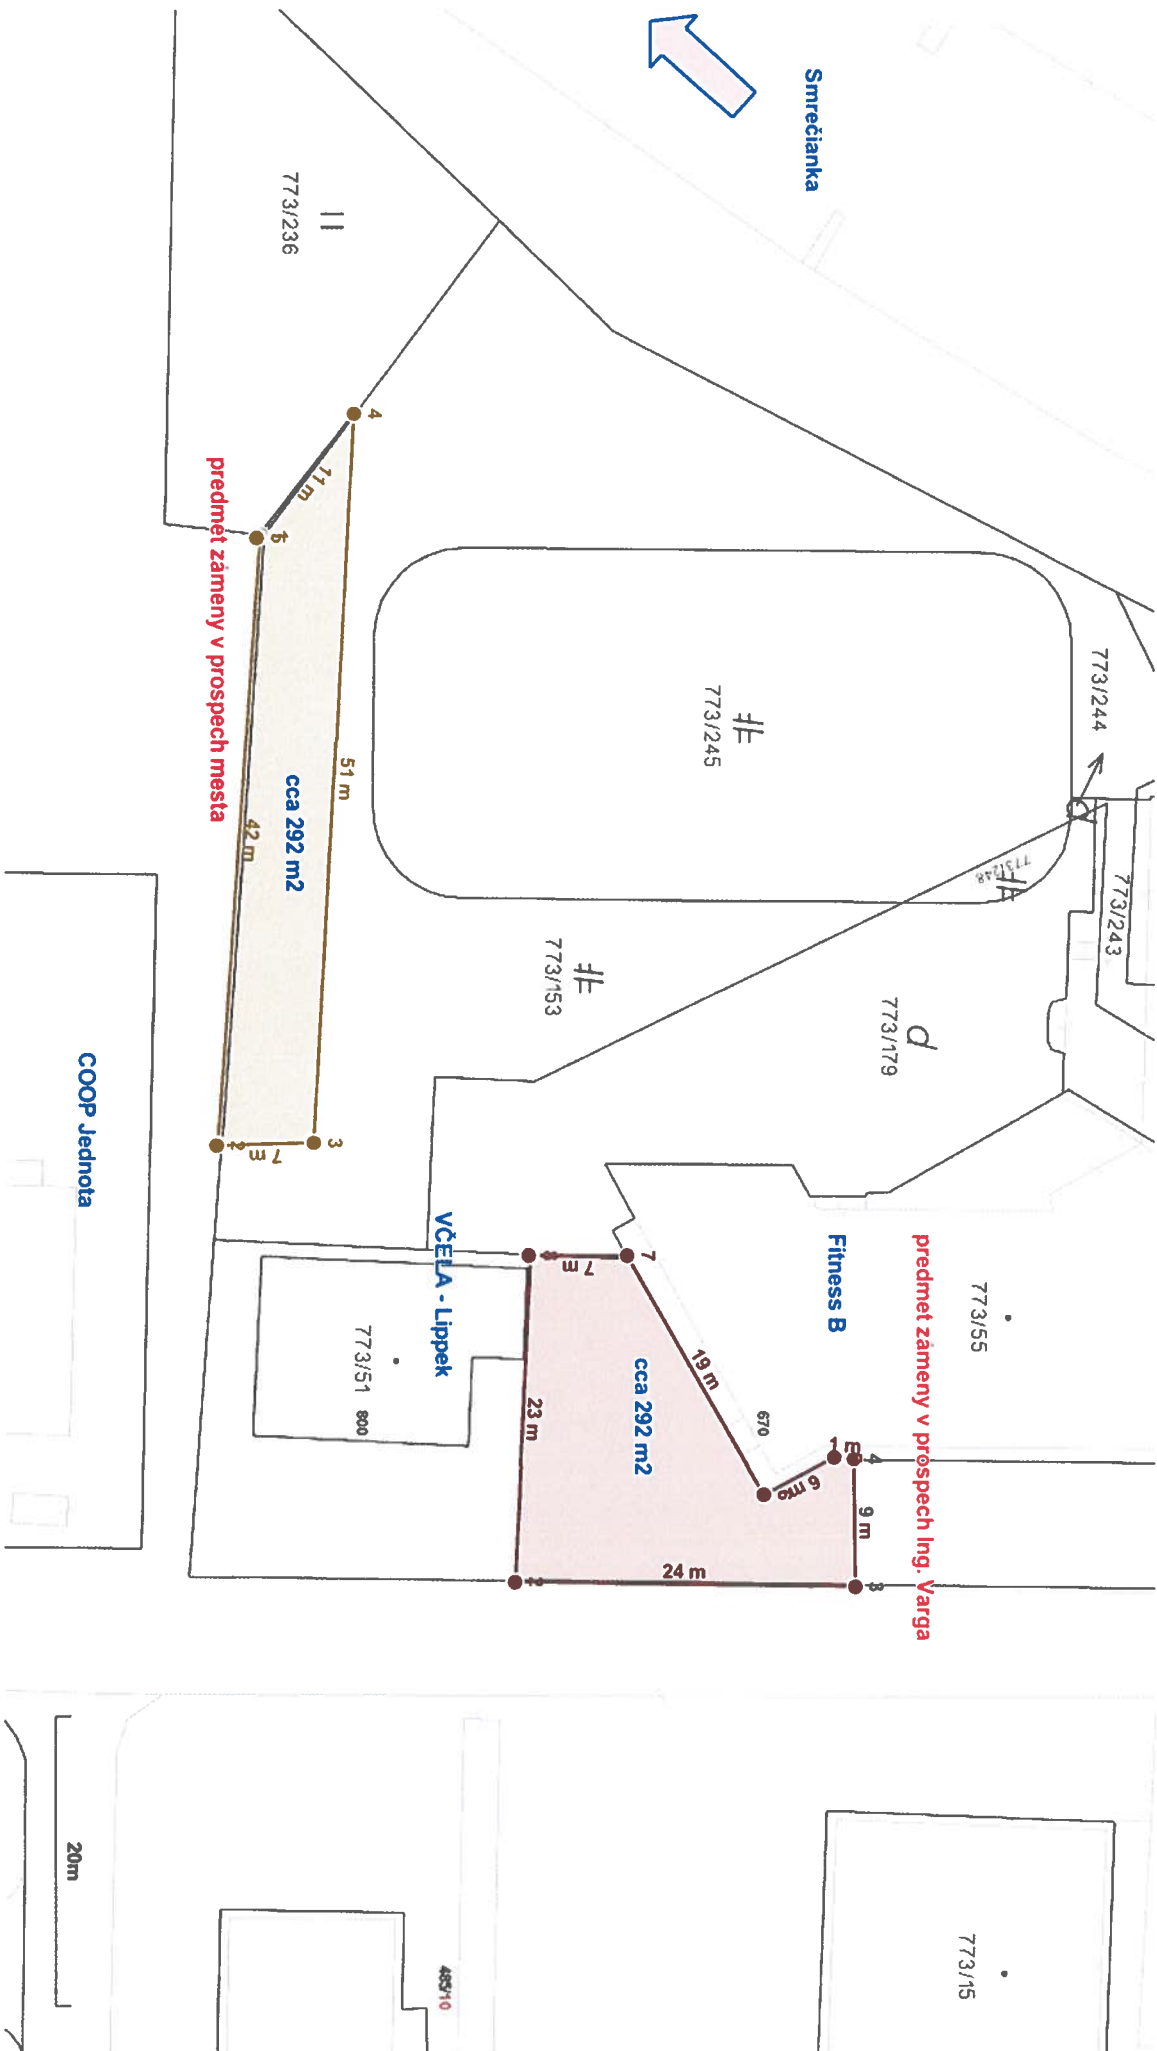 Smrečianka
773/236
4
11 m
predmet zámeny v prospech mesta
51 m
cca 292 m2
42 m
2
7 m
3
773/245
773/244
773/248
773/243
773/153
773/179
COOP Jednota
VČELA - Lippek
773/51
800
7
7 m
19 m
cca 292 m2
23 m
2
24 m
670
6 m
6
1 m
4
9 m
3
Fitness B
773/55
predmet zámeny v prospech Ing. Varga
20m
485/10
773/15